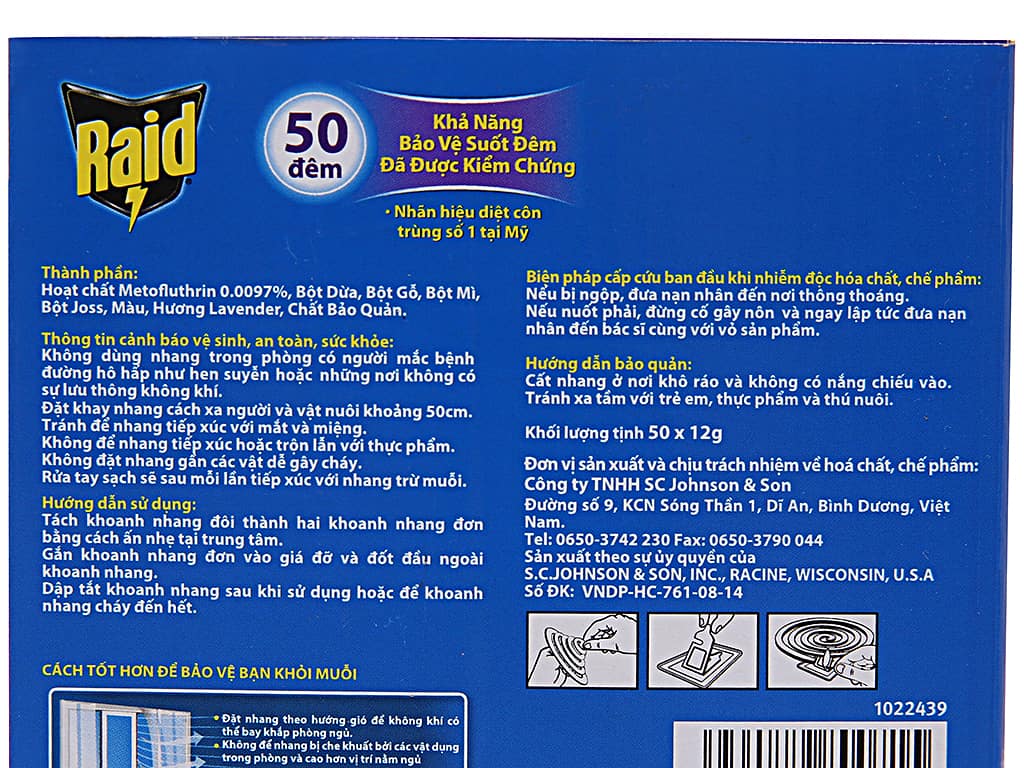 Raid
50
đêm
Khả Năng
Bảo Vệ Suốt Đêm
Đã Được Kiểm Chứng
• Nhãn hiệu diệt côn
trùng số 1 tại Mỹ
Thành phần:
Hoạt chất Metofluthrin 0.0097%, Bột Dừa, Bột Gỗ, Bột Mì,
Bột Joss, Màu, Hương Lavender, Chất Bảo Quản.
Thông tin cảnh báo vệ sinh, an toàn, sức khỏe:
Không dùng nhang trong phòng có người mắc bệnh
đường hô hấp như hen suyễn hoặc những nơi không có
sự lưu thông không khí.
Đặt khay nhang cách xa người và vật nuôi khoảng 50cm.
Tránh để nhang tiếp xúc với mắt và miệng.
Không để nhang tiếp xúc hoặc trộn lẫn với thực phẩm.
Không đặt nhang gần các vật dễ gây cháy.
Rửa tay sạch sẽ sau mỗi lần tiếp xúc với nhang trừ muỗi.
Hướng dẫn sử dụng:
Tách khoanh nhang đôi thành hai khoanh nhang đơn
bằng cách ấn nhẹ tại trung tâm.
Gắn khoanh nhang đơn vào giá đỡ và đốt đầu ngoài
khoanh nhang.
Dập tắt khoanh nhang sau khi sử dụng hoặc để khoanh
nhang cháy đến hết.
CÁCH TỐT HƠN ĐỂ BẢO VỆ BẠN KHỎI MUỖI
• Đặt nhang theo hướng gió để không khí có
thể bay khắp phòng ngủ.
• Không để nhang bị che khuất bởi các vật dụng
trong phòng và cao hơn vị trí nằm ngủ
Biện pháp cấp cứu ban đầu khi nhiễm độc hóa chất, chế phẩm:
Nếu bị ngộp, đưa nạn nhân đến nơi thông thoáng.
Nếu nuốt phải, đừng cố gây nôn và ngay lập tức đưa nạn
nhân đến bác sĩ cùng với vỏ sản phẩm.
Hướng dẫn bảo quản:
Cất nhang ở nơi khô ráo và không có nắng chiếu vào.
Tránh xa tầm với trẻ em, thực phẩm và thú nuôi.
Khối lượng tịnh 50 x 12g
Đơn vị sản xuất và chịu trách nhiệm về hoá chất, chế phẩm:
Công ty TNHH SC Johnson & Son
Đường số 9, KCN Sóng Thần 1, Dĩ An, Bình Dương, Việt
Nam.
Tel: 0650-3742 230 Fax: 0650-3790 044
Sản xuất theo sự ủy quyền của
S.C.JOHNSON & SON, INC., RACINE, WISCONSIN, U.S.A
Số ĐK: VNDP-HC-761-08-14
1022439